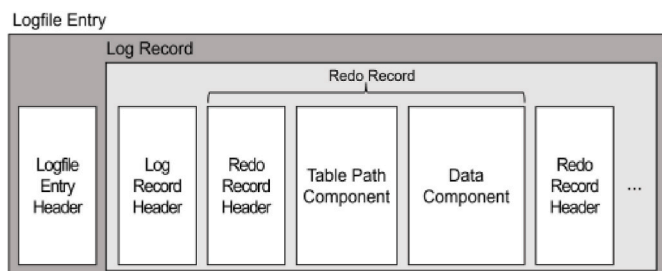 Logfile Entry
Log Record
Redo Record
Logfile
Entry
Header
Log
Record
Header
Redo
Record
Header
Table Path
Component
Data
Component
Redo
Record
Header
...